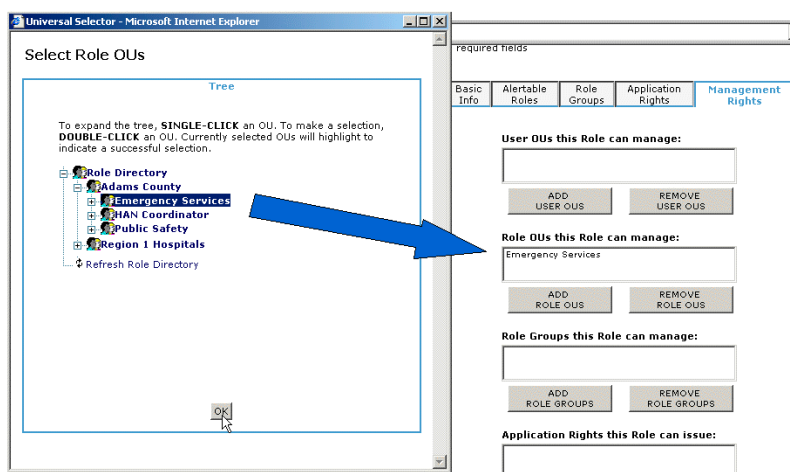 Universal Selector - Microsoft Internet Explorer
Select Role OUs
Tree
To expand the tree, SINGLE-CLICK an OU. To make a selection,
DOUBLE-CLICK an OU. Currently selected OUs will highlight to
indicate a successful selection.
Role Directory
Adams County
Emergency Services
HAN Coordinator
Public Safety
Region 1 Hospitals
Refresh Role Directory
OK
required fields
Basic
Info
Alertable
Roles
Role
Groups
Application
Rights
Management
Rights
User OUs this Role can manage:
ADD
USER OUS
REMOVE
USER OUS
Role OUs this Role can manage:
Emergency Services
ADD
ROLE OUS
REMOVE
ROLE OUS
Role Groups this Role can manage:
ADD
ROLE GROUPS
REMOVE
ROLE GROUPS
Application Rights this Role can issue: